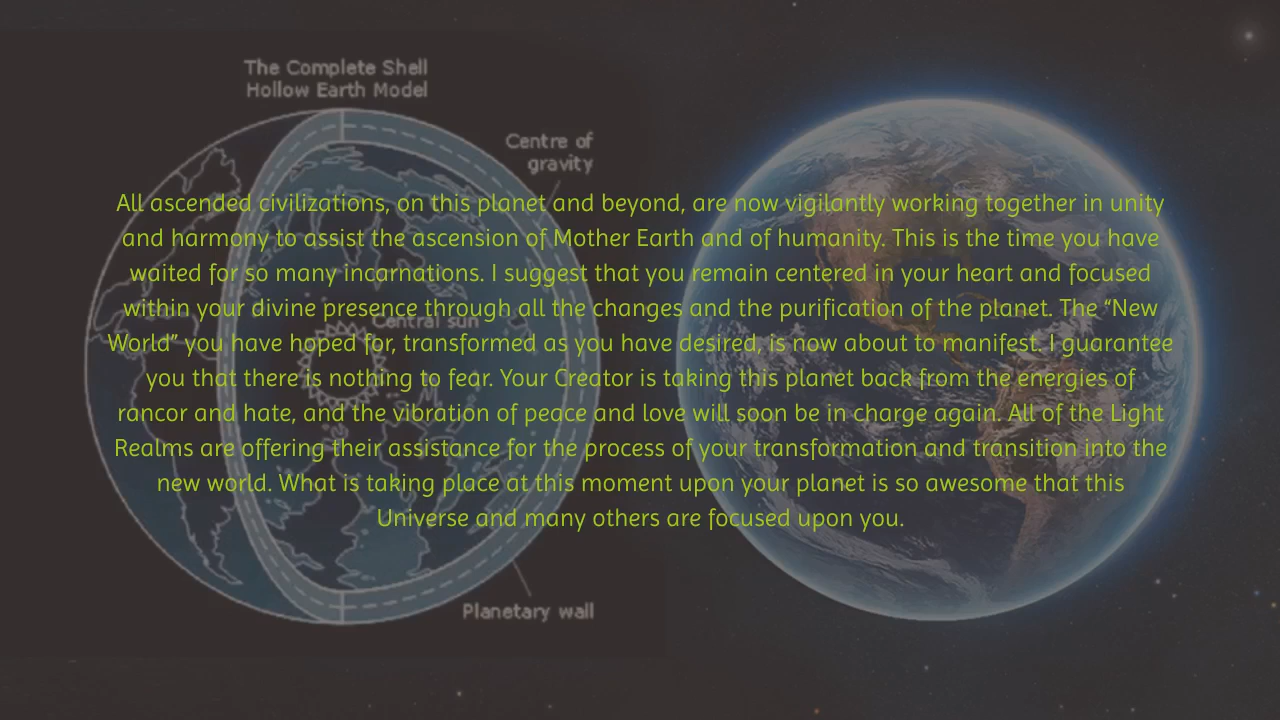 The Complete Shell
Hollow Earth Model
Centre of
gravity
All ascended civilizations, on this planet and beyond, are now vigilantly working together in unity
and harmony to assist the ascension of Mother Earth and of humanity. This is the time you have
waited for so many incarnations. I suggest that you remain centered in your heart and focused
within your divine presence through all the changes and the purification of the planet. The “New
Central sun
World” you have hoped for, transformed as you have desired, is now about to manifest. I guarantee
you that there is nothing to fear. Your Creator is taking this planet back from the energies of
rancor and hate, and the vibration of peace and love will soon be in charge again. All of the Light
Realms are offering their assistance for the process of your transformation and transition into the
new world. What is taking place at this moment upon your planet is so awesome that this
Universe and many others are focused upon you.
Planetary wall